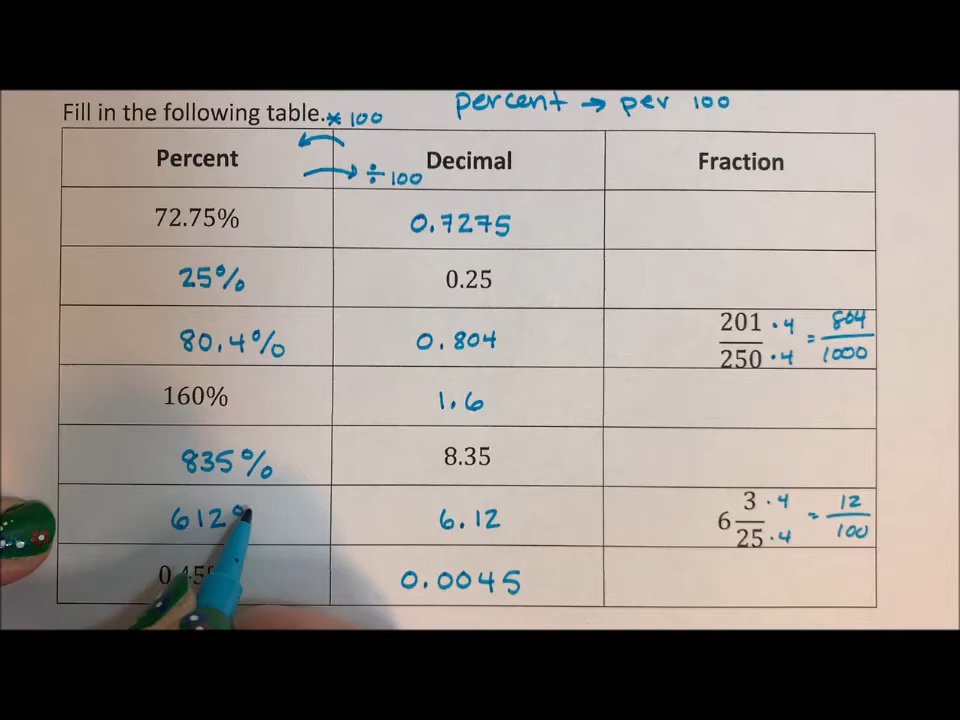 percent → per 100
Fill in the following table. * 100
Percent ÷ 100 Decimal Fraction
72.75% 0.7275
25% 0.25
80.4% 0.804 201/250 · 4 / · 4 = 804/1000
160% 1.6
835% 8.35
612% 6.12 6 3/25 · 4 / · 4 = 12/100
0.0045